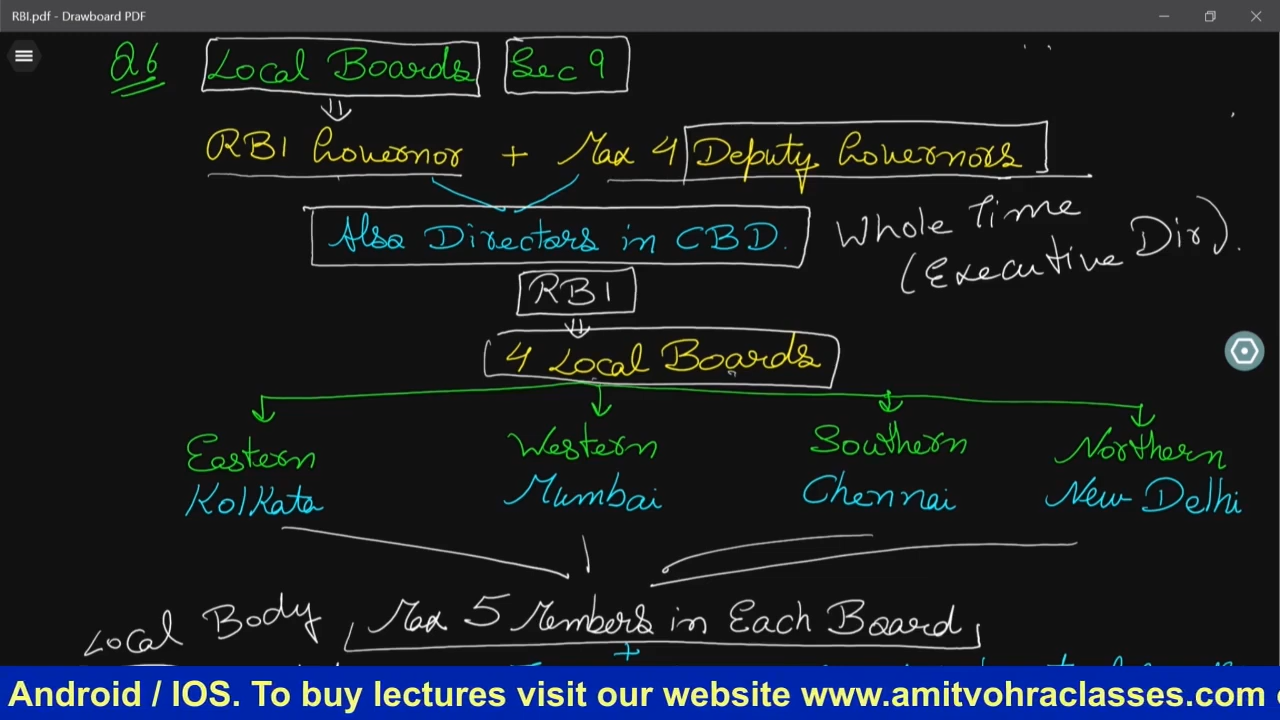 RBI.pdf - Drawboard PDF
Q6 Local Boards Sec 9
RBI Governor + Max 4 Deputy Governors
Also Directors in CBD. Whole Time
(Executive Dir).
RBI
4 Local Boards
Eastern Western Southern Northern
Kolkata Mumbai Chennai New Delhi
Local Body Max 5 Members in Each Board
+
Android / IOS. To buy lectures visit our website www.amitvohraclasses.com